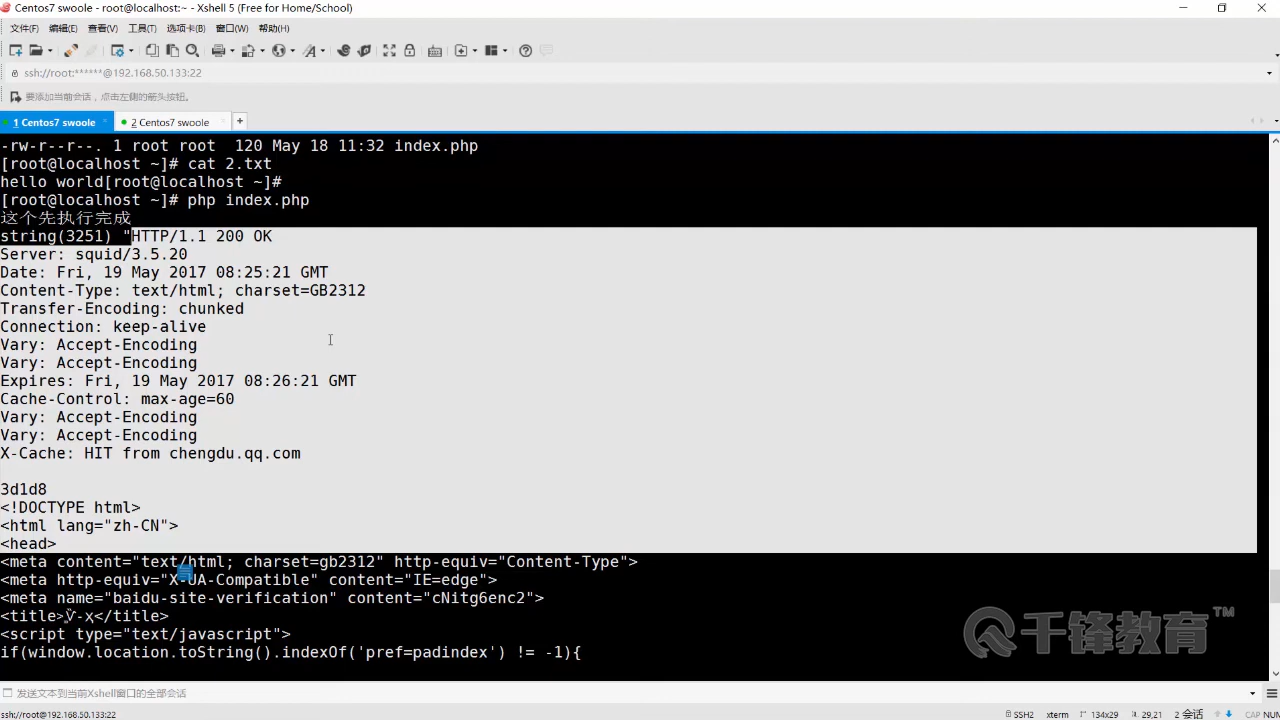 Centos7 swoole - root@localhost:~ - Xshell 5 (Free for Home/School)
文件(F) 编辑(E) 查看(V) 工具(T) 选项卡(B) 窗口(W) 帮助(H)
ssh://root:******@192.168.50.133:22
要添加当前会话，点击左侧的箭头按钮。
1 Centos7 swoole 2 Centos7 swoole
-rw-r--r--. 1 root root  120 May 18 11:32 index.php
[root@localhost ~]# cat 2.txt
hello world[root@localhost ~]#
[root@localhost ~]# php index.php
这个先执行完成
string(3251) "HTTP/1.1 200 OK
Server: squid/3.5.20
Date: Fri, 19 May 2017 08:25:21 GMT
Content-Type: text/html; charset=GB2312
Transfer-Encoding: chunked
Connection: keep-alive
Vary: Accept-Encoding
Vary: Accept-Encoding
Expires: Fri, 19 May 2017 08:26:21 GMT
Cache-Control: max-age=60
Vary: Accept-Encoding
Vary: Accept-Encoding
X-Cache: HIT from chengdu.qq.com
3d1d8
<!DOCTYPE html>
<html lang="zh-CN">
<head>
<meta content="text/html; charset=gb2312" http-equiv="Content-Type">
<meta http-equiv="X-UA-Compatible" content="IE=edge">
<meta name="baidu-site-verification" content="cNitg6enc2">
<title></title>
<script type="text/javascript">
if(window.location.toString().indexOf('pref=padindex') != -1){
千锋教育™
发送文本到当前Xshell窗口的全部会话
ssh://root@192.168.50.133:22 SSH2 xterm 134x29 29,21 2 会话 CAP NUM